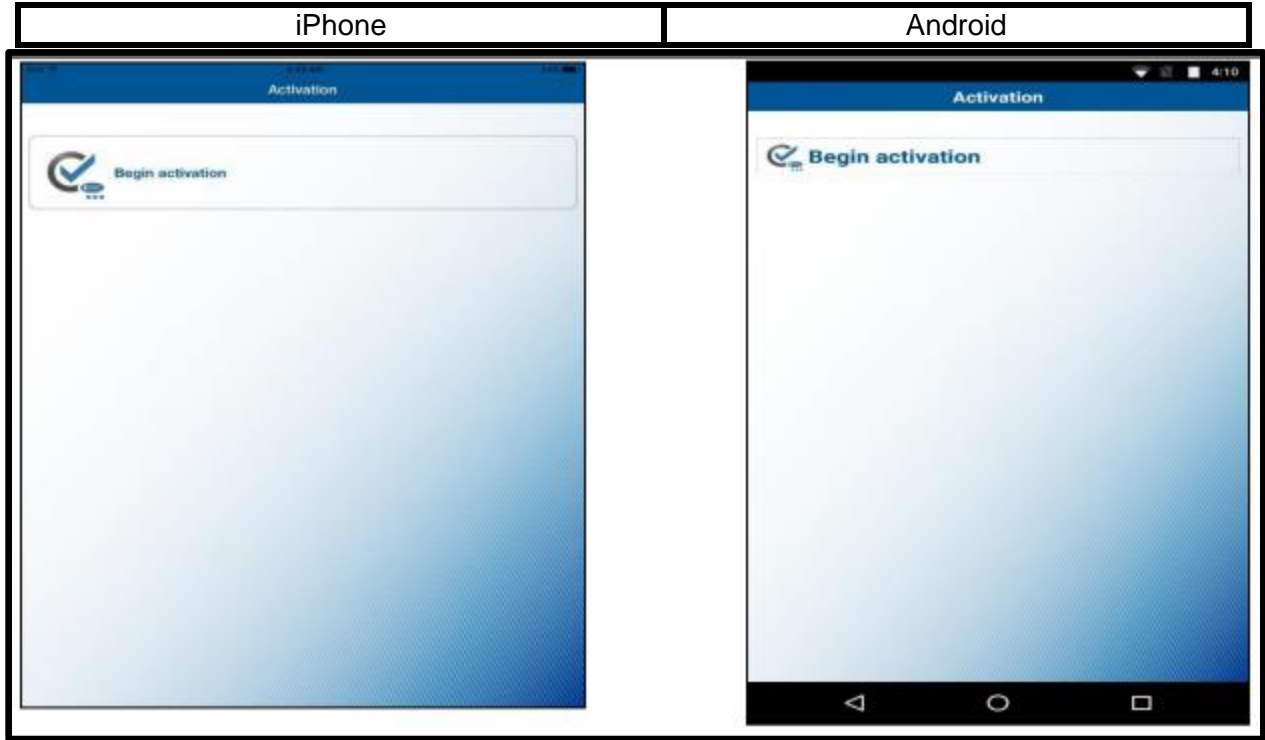 iPhone
Android
Activation
Begin activation
4:10
Activation
Begin activation